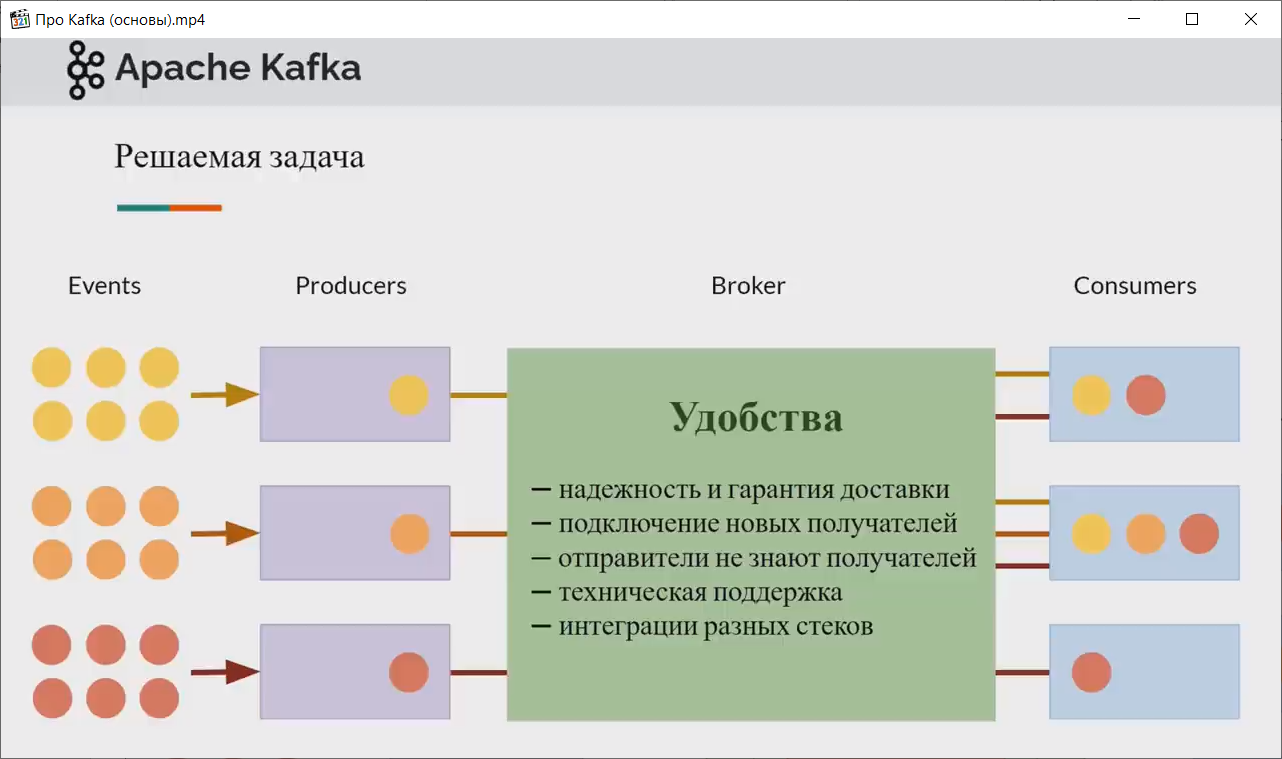 Про Kafka (основы).mp4
Apache Kafka
Решаемая задача
Events Producers Broker Consumers
Удобства
– надежность и гарантия доставки
– подключение новых получателей
– отправители не знают получателей
– техническая поддержка
– интеграции разных стеков